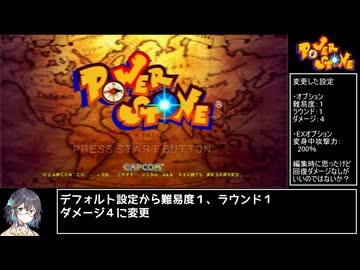 POWER STONE
POWER STONE
PRESS START BUTTON
CAPCOM
変更した設定
・オプション
難易度:1
ラウンド:1
ダメージ:4
・EXオプション
変身中攻撃力:
200%
編集時に思ったけど
回復ダメージなしが
いいのではないか?
デフォルト設定から難易度1、ラウンド1
ダメージ4に変更